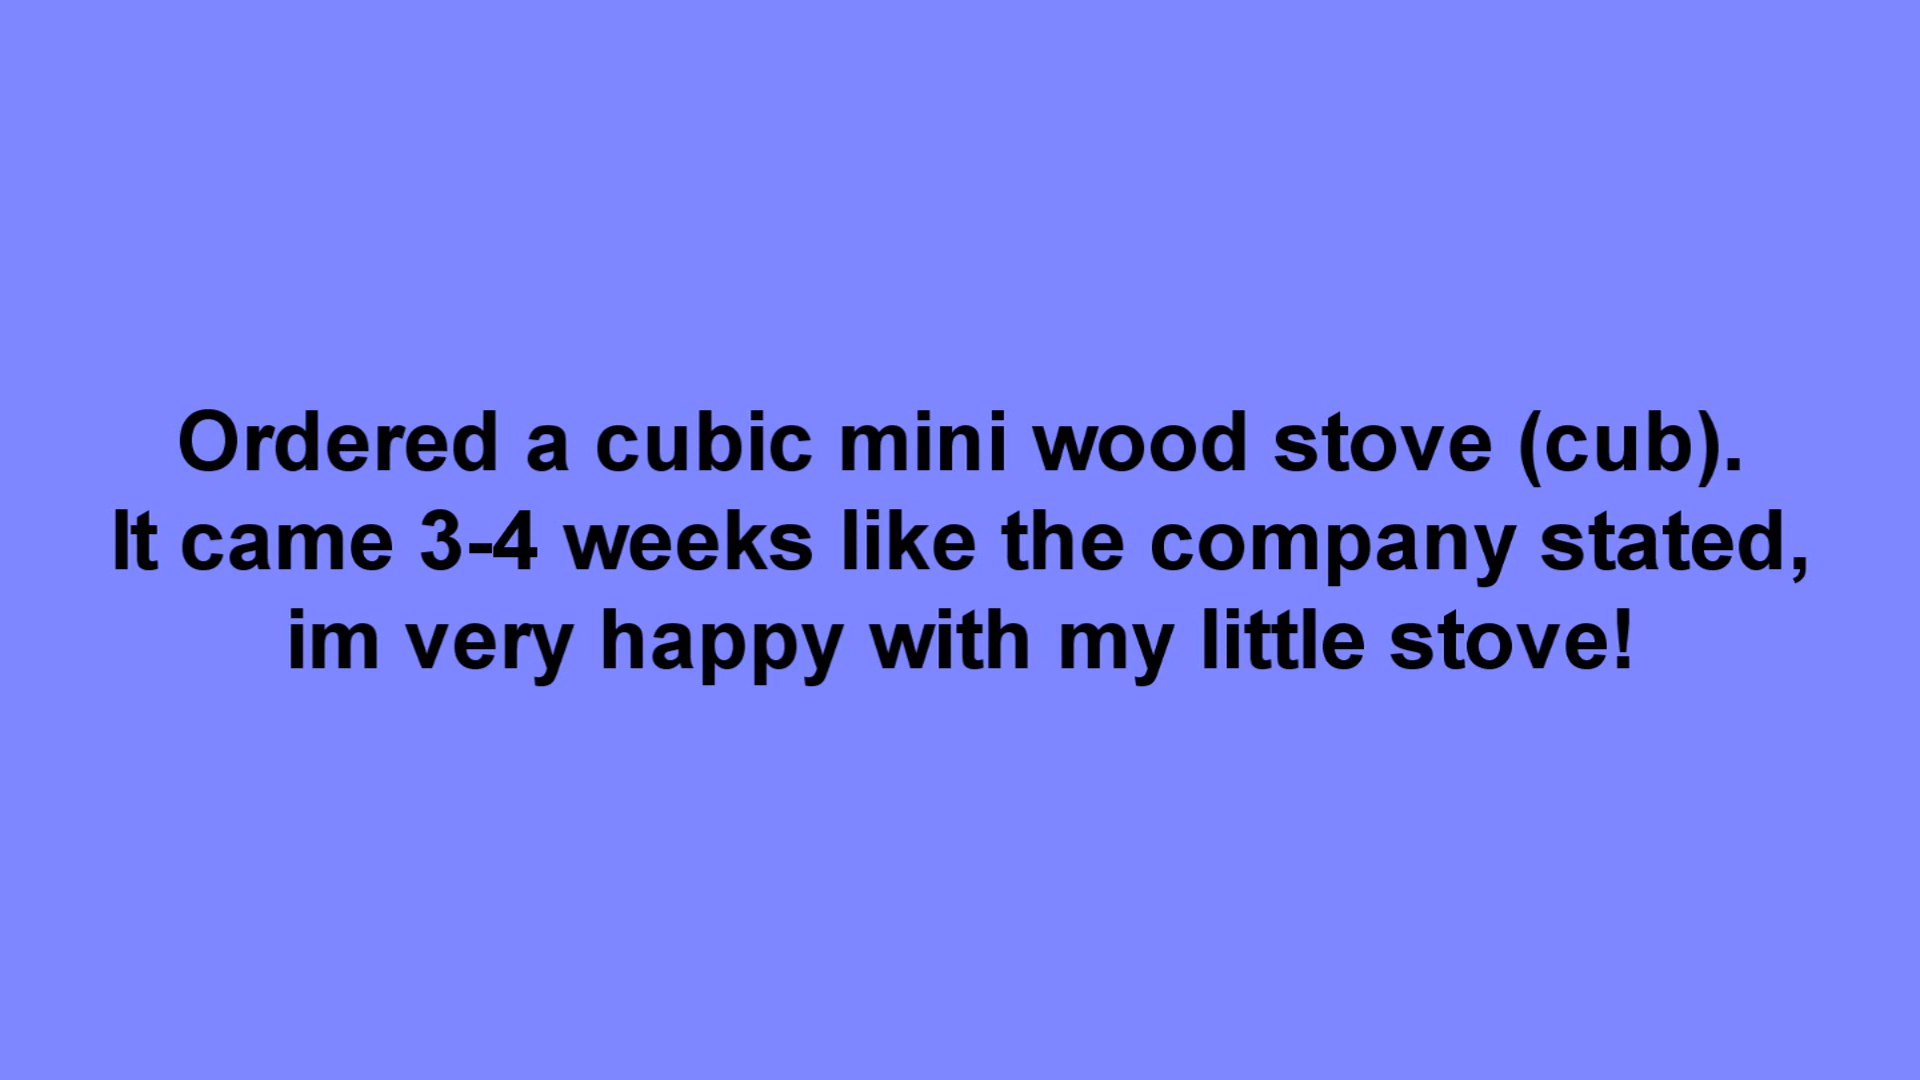 Ordered a cubic mini wood stove (cub).
It came 3-4 weeks like the company stated,
im very happy with my little stove!